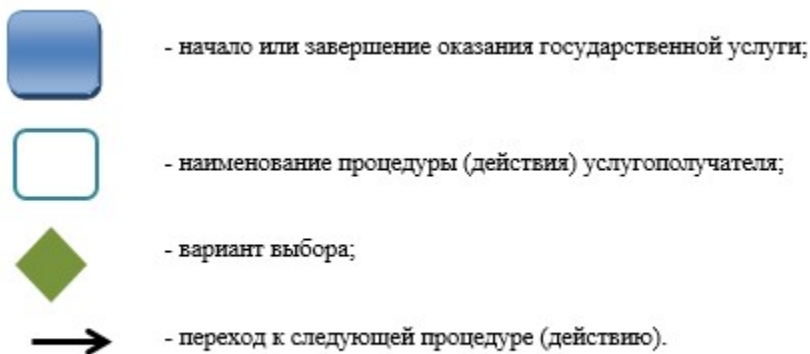 - начало или завершение оказания государственной услуги;
- наименование процедуры (действия) услугополучателя;
- вариант выбора;
- переход к следующей процедуре (действию).